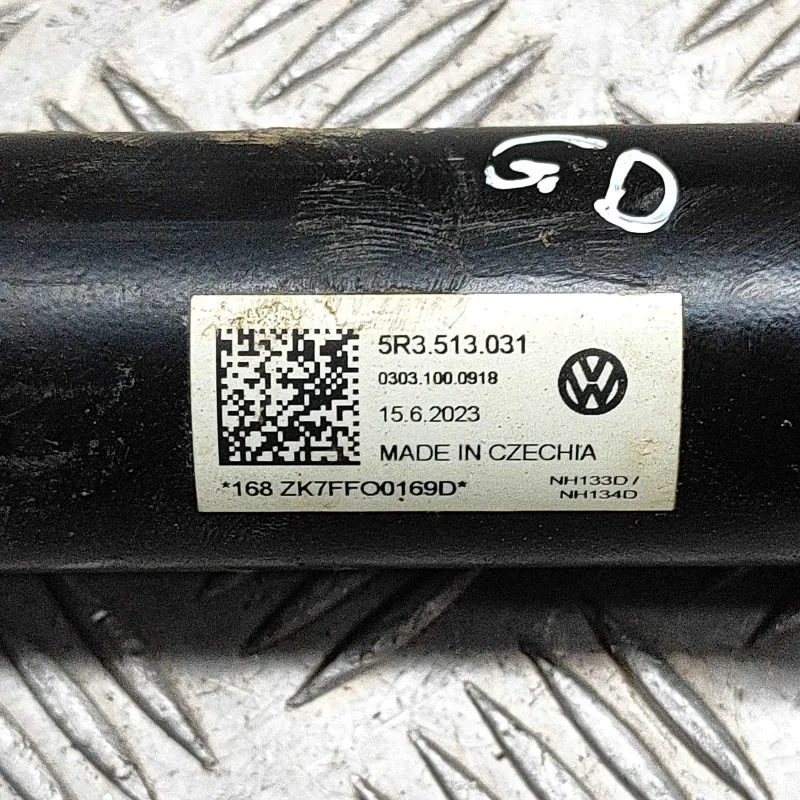 G.D
5R3.513.031
0303.100.0918
15.6.2023
MADE IN CZECHIA
*168 ZK7FFO0169D*
NH133D /
NH134D